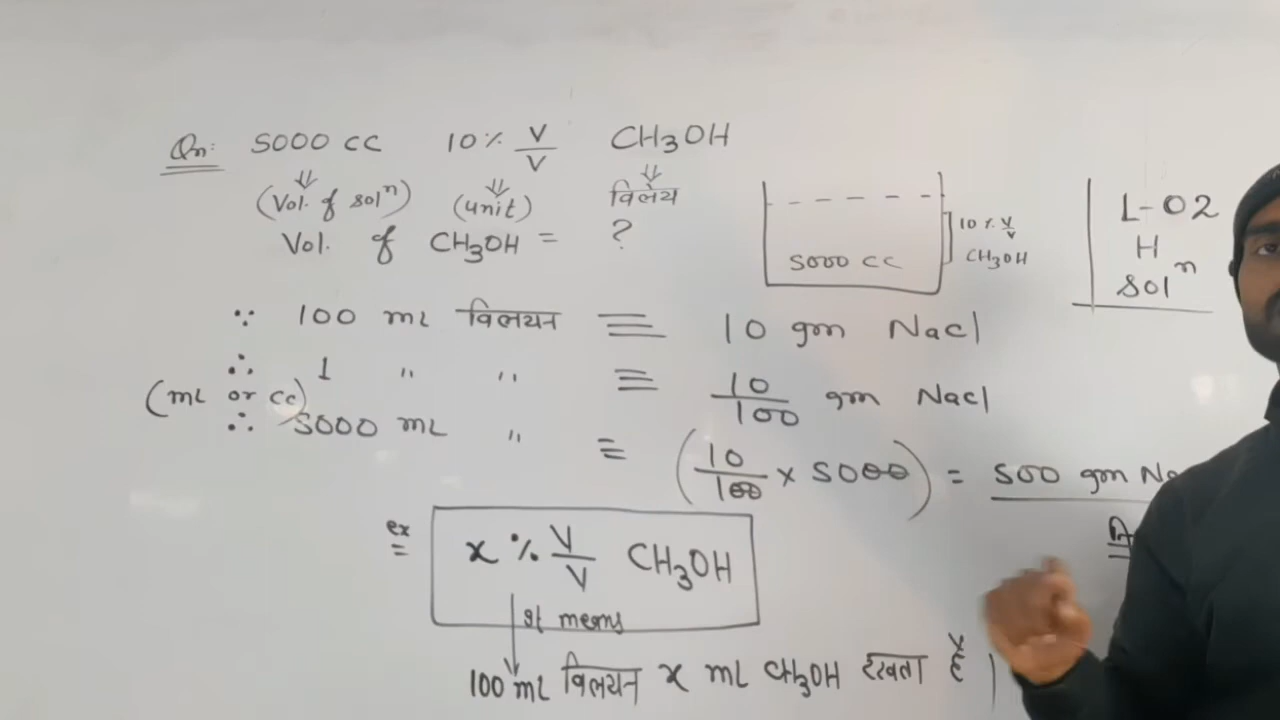 Qn: 5000 CC 10% V/V CH3OH
(Vol. of solⁿ) (unit) विलेय
Vol. of CH3OH = ?
5000 CC
10% V/V
CH3OH
L-02
H
Solⁿ
∵ 100 mL विलयन ≡ 10 gm NaCl
∴ 1 " " ≡ 10/100 gm NaCl
(mL or cc)
∴ 5000 mL " ≡ (10/100 × 5000) = 500 gm
ex = x % V/V CH3OH
It means
100 mL विलयन x mL CH3OH रखता है |